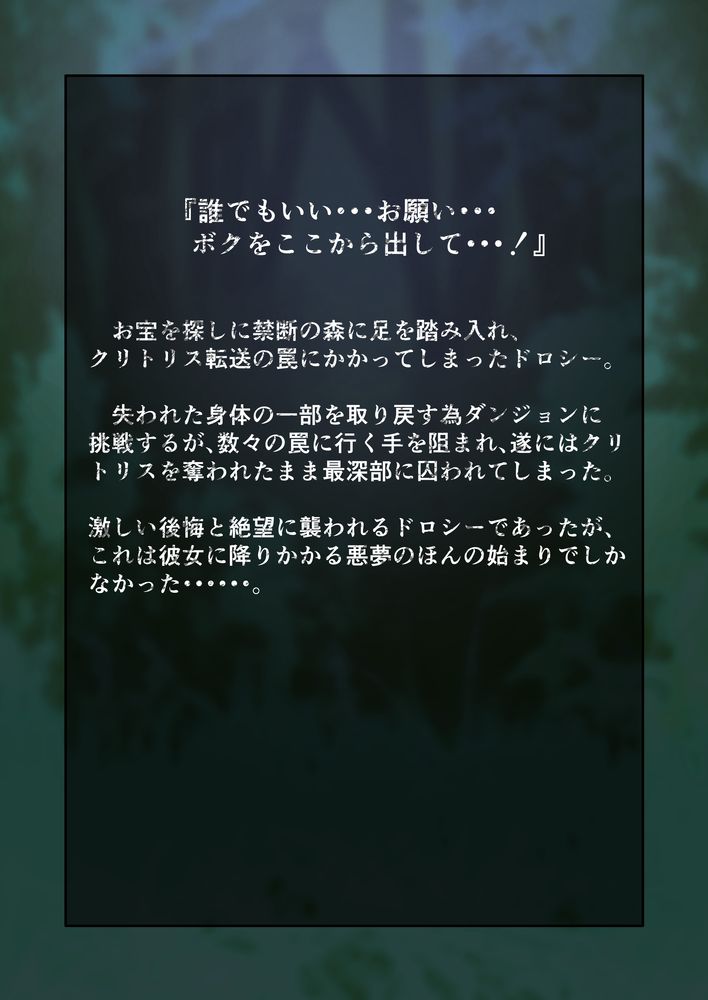 『誰でもいい・・・お願い・・・
ボクをここから出して・・・！』
お宝を探しに禁断の森に足を踏み入れ、
クリトリス転送の罠にかかってしまったドロシー。
失われた身体の一部を取り戻す為ダンジョンに
挑戦するが、数々の罠に行く手を阻まれ、遂にはクリ
トリスを奪われたまま最深部に囚われてしまった。
激しい後悔と絶望に襲われるドロシーであったが、
これは彼女に降りかかる悪夢のほんの始まりでしか
なかった・・・・・・。